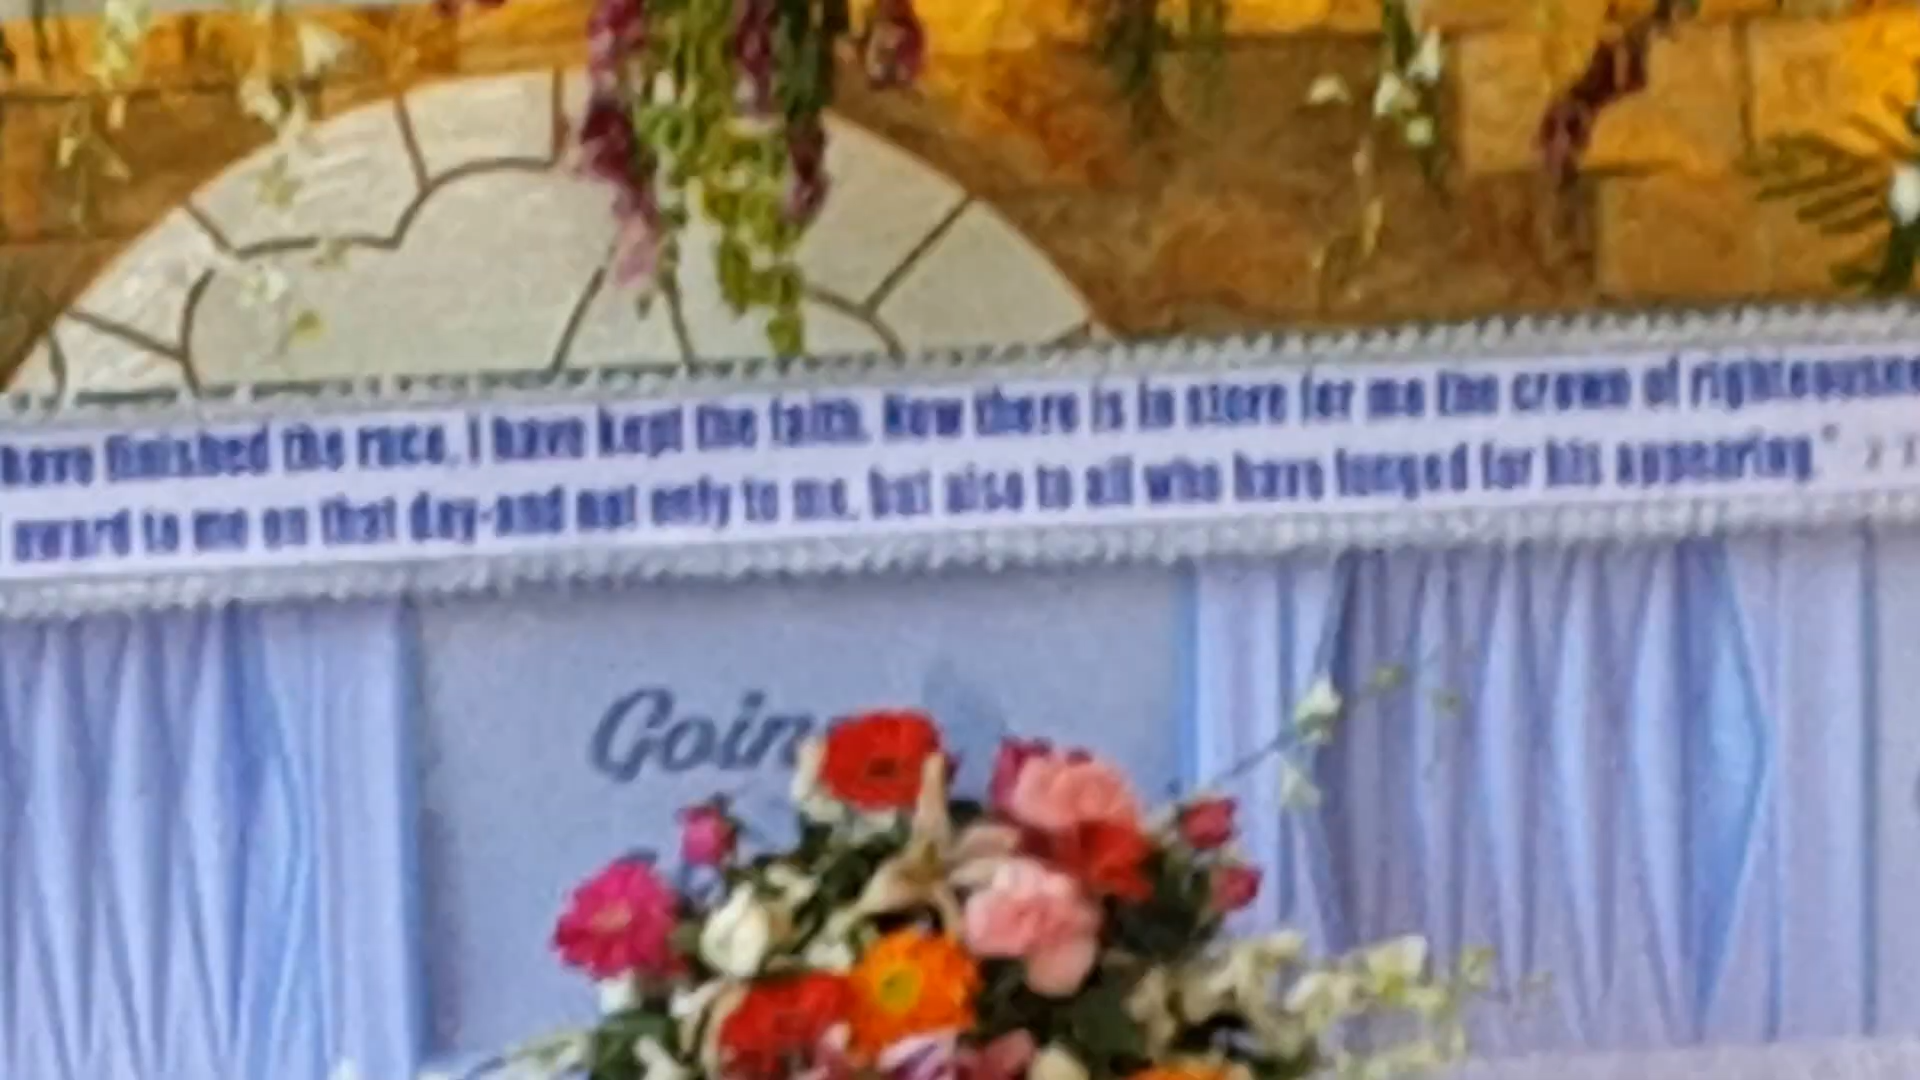 have finished the race, I have kept the faith. Now there is in store for me the crown of righteousne
award to me on that day-and not only to me, but also to all who have longed for his appearing."
Goin